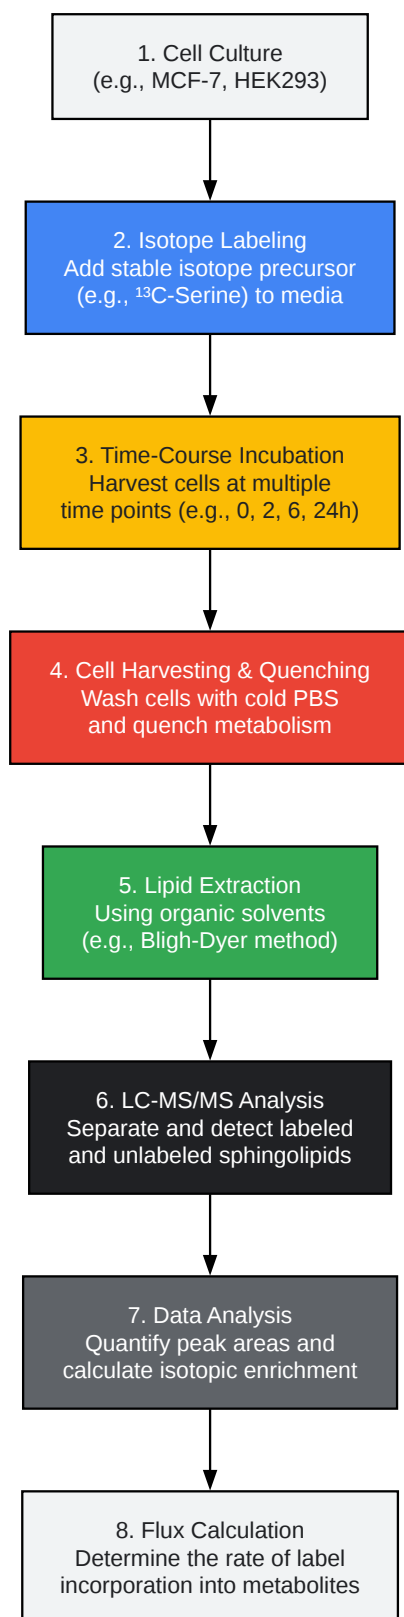 1. Cell Culture
(e.g., MCF-7, HEK293)
2. Isotope Labeling
Add stable isotope precursor
(e.g., ¹³C-Serine) to media
3. Time-Course Incubation
Harvest cells at multiple
time points (e.g., 0, 2, 6, 24h)
4. Cell Harvesting & Quenching
Wash cells with cold PBS
and quench metabolism
5. Lipid Extraction
Using organic solvents
(e.g., Bligh-Dyer method)
6. LC-MS/MS Analysis
Separate and detect labeled
and unlabeled sphingolipids
7. Data Analysis
Quantify peak areas and
calculate isotopic enrichment
8. Flux Calculation
Determine the rate of label
incorporation into metabolites